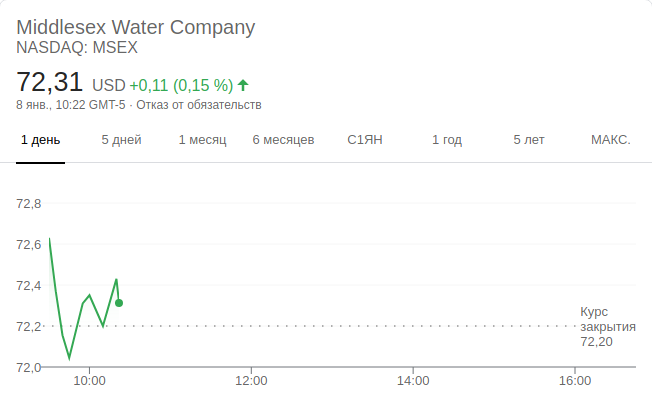 Middlesex Water Company
NASDAQ: MSEX
72,31 USD +0,11 (0,15 %)
8 янв., 10:22 GMT-5 · Отказ от обязательств
1 день 5 дней 1 месяц 6 месяцев С1ЯН 1 год 5 лет МАКС.
72,8
72,6
72,4
72,2
72,0
Курс
закрытия
72,20
10:00 12:00 14:00 16:00